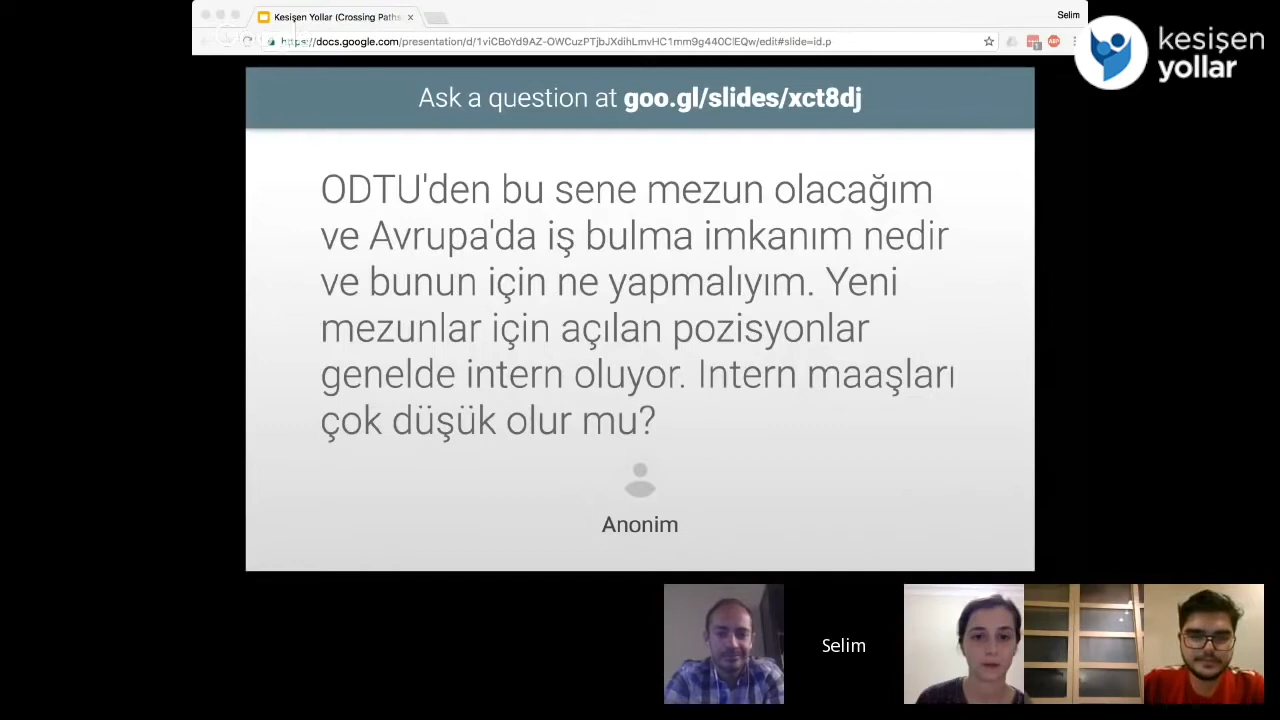 Kesişen Yollar (Crossing Paths
Selim
https://docs.google.com/presentation/d/1viCBoYd9AZ-OWCuzPTjbJXdihLmvHC1mm9g440CIEQw/edit#slide=id.p
kesişen
yollar
Ask a question at goo.gl/slides/xct8dj
ODTU'den bu sene mezun olacağım
ve Avrupa'da iş bulma imkanım nedir
ve bunun için ne yapmalıyım. Yeni
mezunlar için açılan pozisyonlar
genelde intern oluyor. Intern maaşları
çok düşük olur mu?
Anonim
Selim